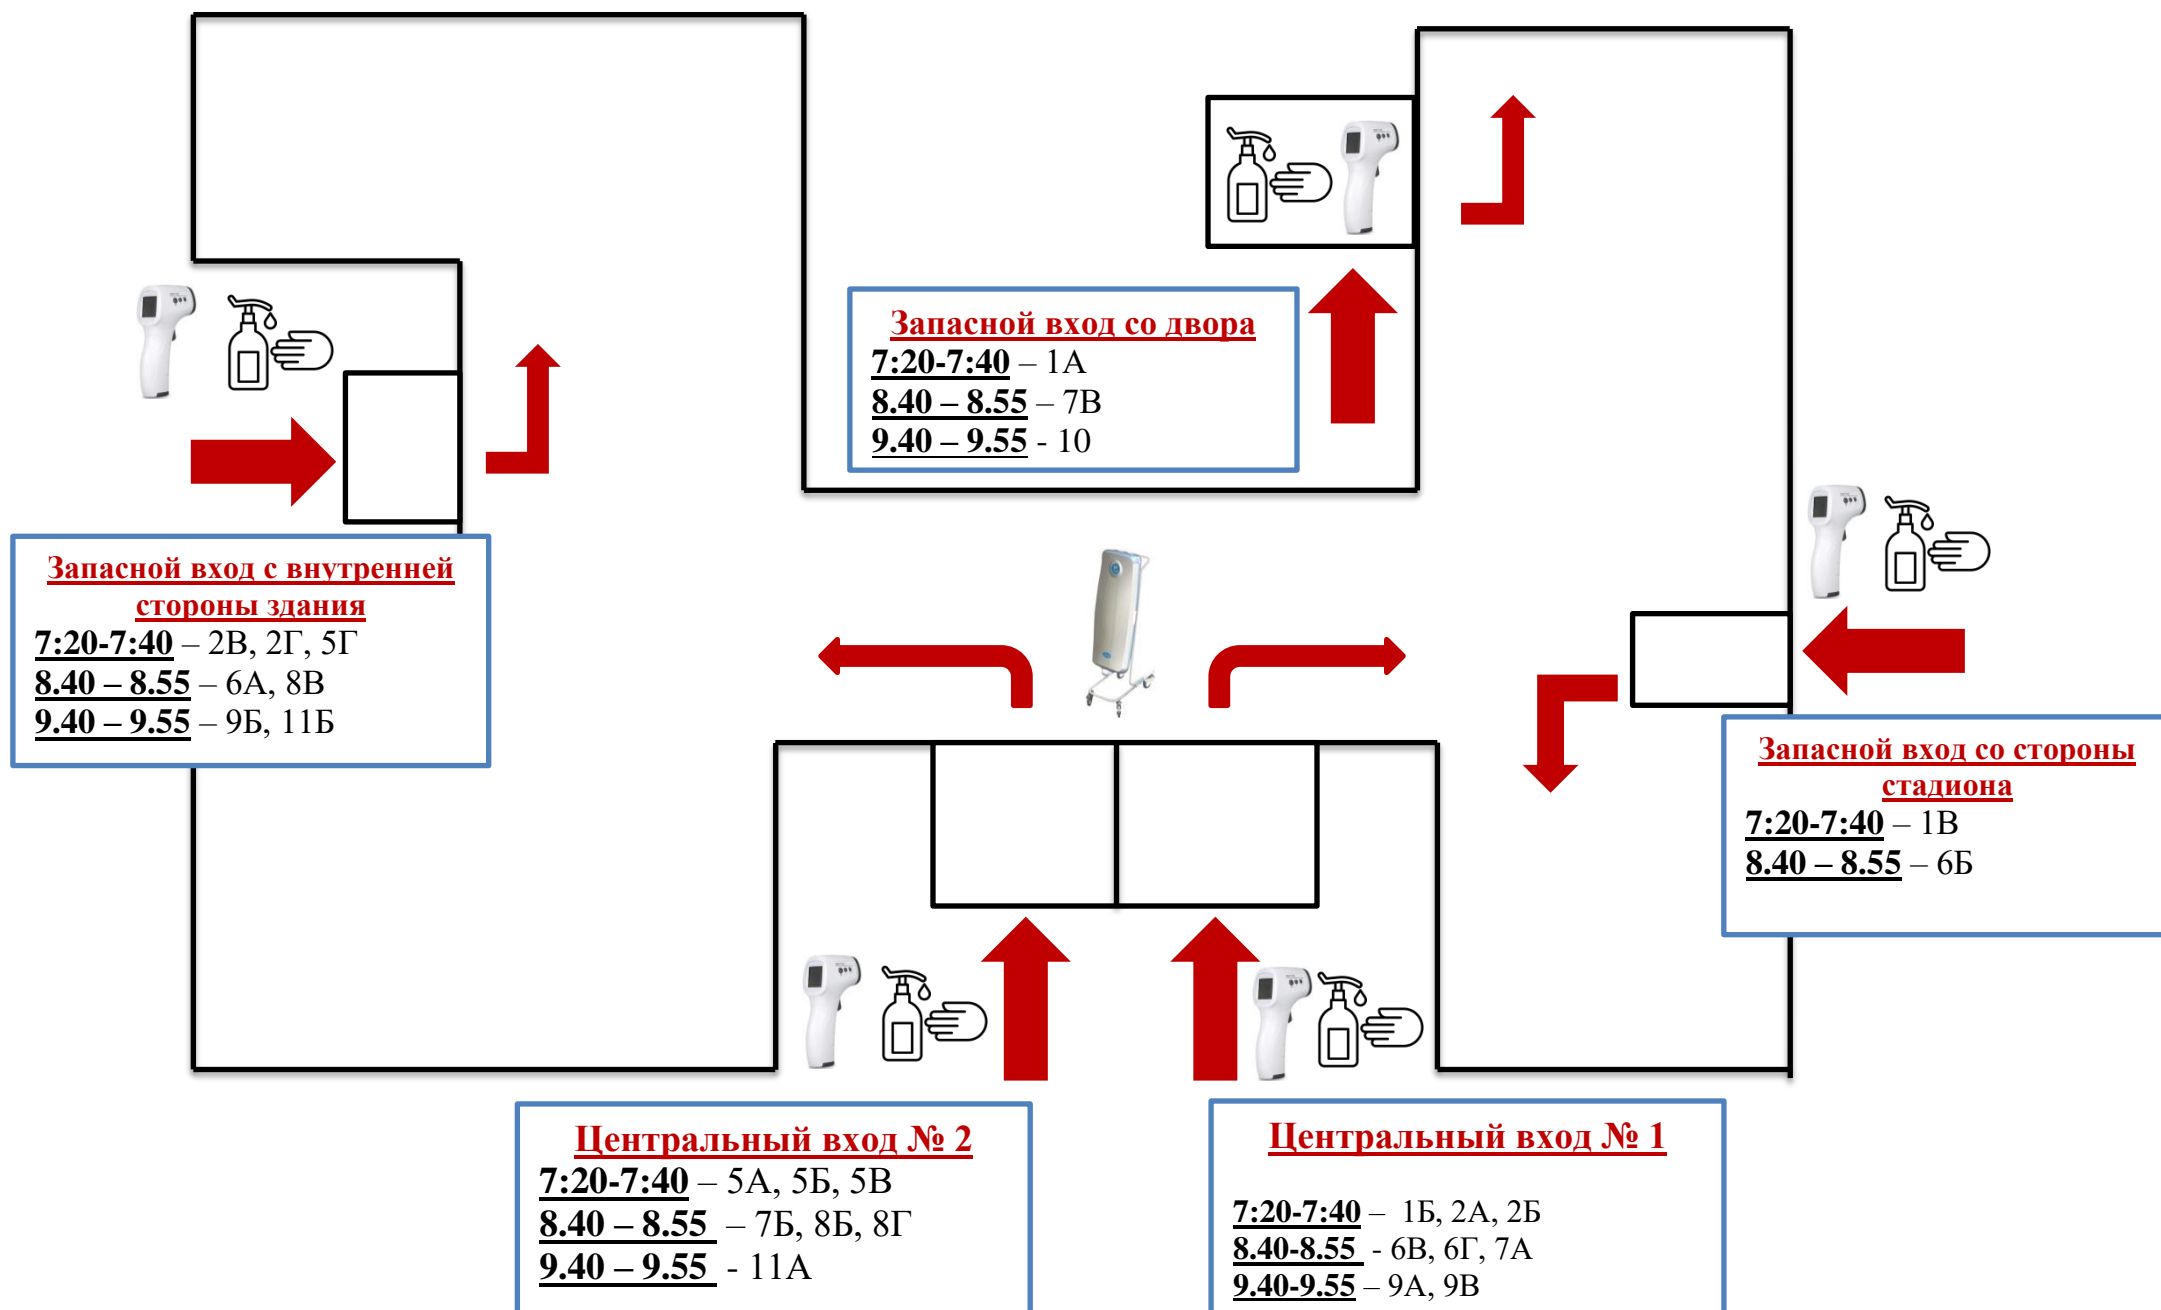 Запасной вход со двора
7:20-7:40 – 1А
8.40 – 8.55 – 7В
9.40 – 9.55 - 10
Запасной вход с внутренней
стороны здания
7:20-7:40 – 2В, 2Г, 5Г
8.40 – 8.55 – 6А, 8В
9.40 – 9.55 – 9Б, 11Б
Запасной вход со стороны
стадиона
7:20-7:40 – 1В
8.40 – 8.55 – 6Б
Центральный вход № 2
7:20-7:40 – 5А, 5Б, 5В
8.40 – 8.55 – 7Б, 8Б, 8Г
9.40 – 9.55 - 11А
Центральный вход № 1
7:20-7:40 – 1Б, 2А, 2Б
8.40-8.55 - 6В, 6Г, 7А
9.40-9.55 – 9А, 9В